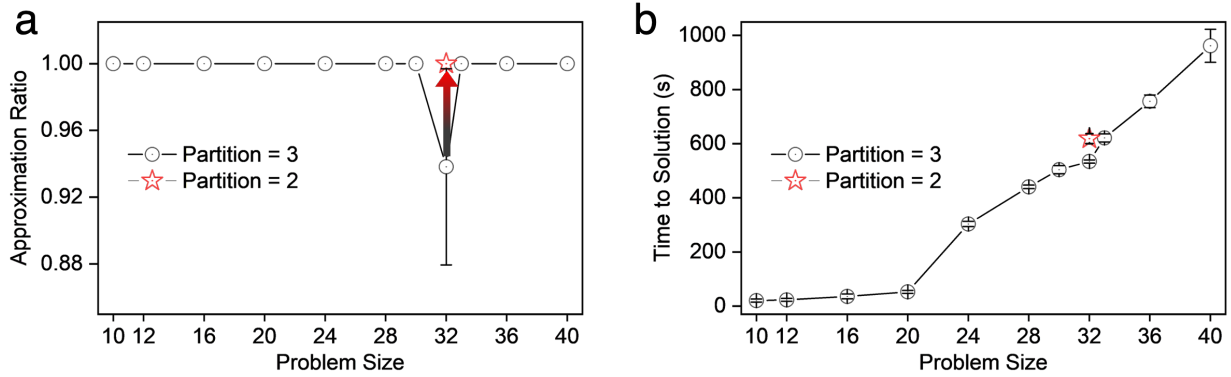 a
1.00
0.96
0.92
0.88
Approximation Ratio
Partition = 3
Partition = 2
10 12 16 20 24 28 32 36 40
Problem Size
b
1000
800
600
400
200
0
Time to Solution (s)
Partition = 3
Partition = 2
10 12 16 20 24 28 32 36 40
Problem Size